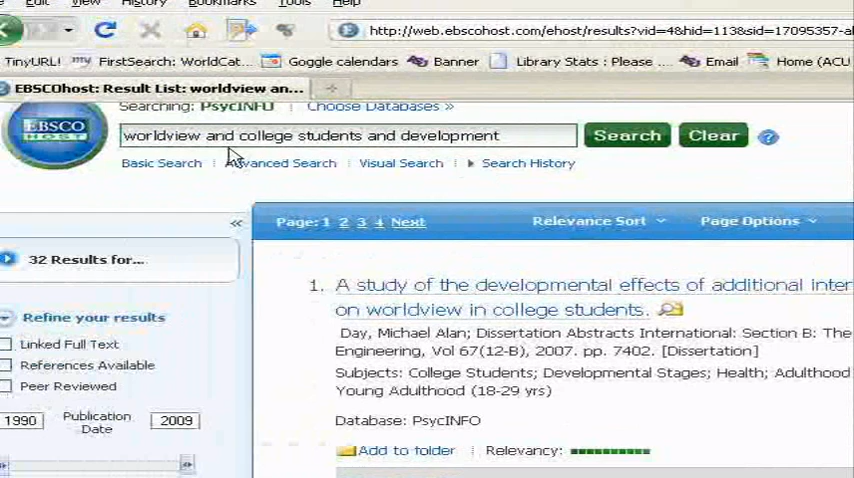 Edit View History Bookmarks Tools Help
http://web.ebscohost.com/ehost/results?vid=4&hid=113&sid=17095357-a
TinyURL! my FirstSearch: WorldCat... Goggle calendars Banner Library Stats : Please ... Email Home (ACU
EBSCOhost: Result List: worldview an...
Searching: PsycINFO Choose Databases »
EBSCO HOST worldview and college students and development Search Clear ?
Basic Search Advanced Search Visual Search Search History
« Page: 1 2 3 4 Next Relevance Sort Page Options
32 Results for...
Refine your results
Linked Full Text
References Available
Peer Reviewed
1990 Publication Date 2009
1. A study of the developmental effects of additional inter
on worldview in college students.
Day, Michael Alan; Dissertation Abstracts International: Section B: The
Engineering, Vol 67(12-B), 2007. pp. 7402. [Dissertation]
Subjects: College Students; Developmental Stages; Health; Adulthood
Young Adulthood (18-29 yrs)
Database: PsycINFO
Add to folder Relevancy: